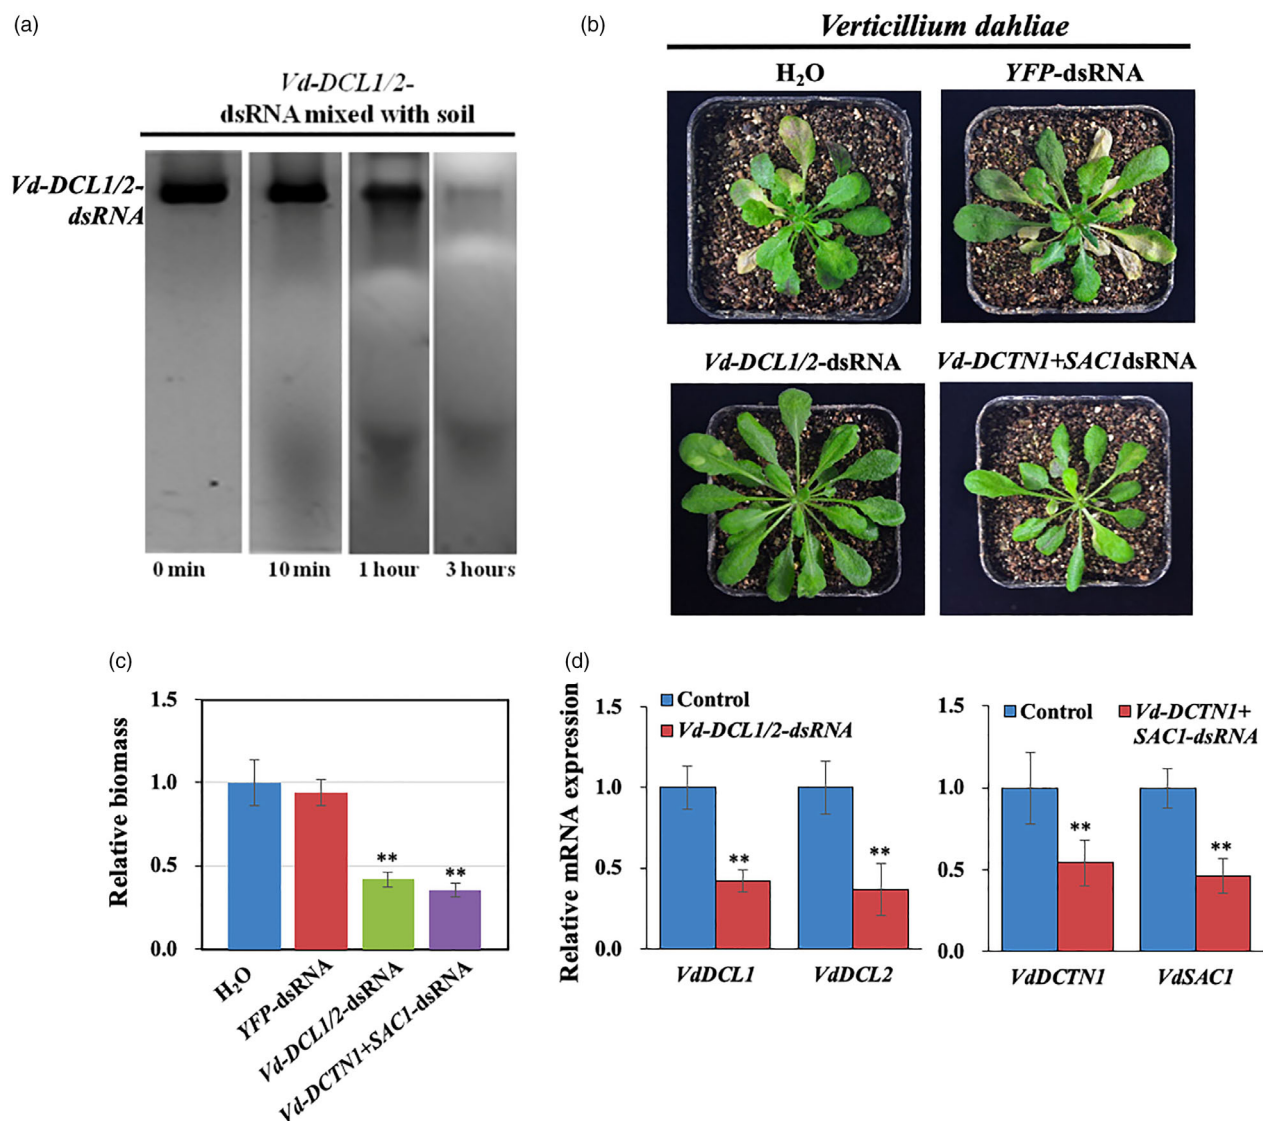 (a)
Vd-DCL1/2-
dsRNA mixed with soil
Vd-DCL1/2-
dsRNA
0 min
10 min
1 hour
3 hours
(b)
Verticillium dahliae
H₂O
YFP-dsRNA
Vd-DCL1/2-dsRNA
Vd-DCTN1+SAC1dsRNA
(c)
Relative biomass
1.5
1.0
0.5
0.0
**
**
H₂O
YFP-dsRNA
Vd-DCL1/2-dsRNA
Vd-DCTN1+SAC1-dsRNA
(d)
Relative mRNA expression
1.5
1.0
0.5
0.0
Control
Vd-DCL1/2-dsRNA
**
**
VdDCL1
VdDCL2
1.5
1.0
0.5
0.0
Control
Vd-DCTN1+
SAC1-dsRNA
**
**
VdDCTN1
VdSAC1